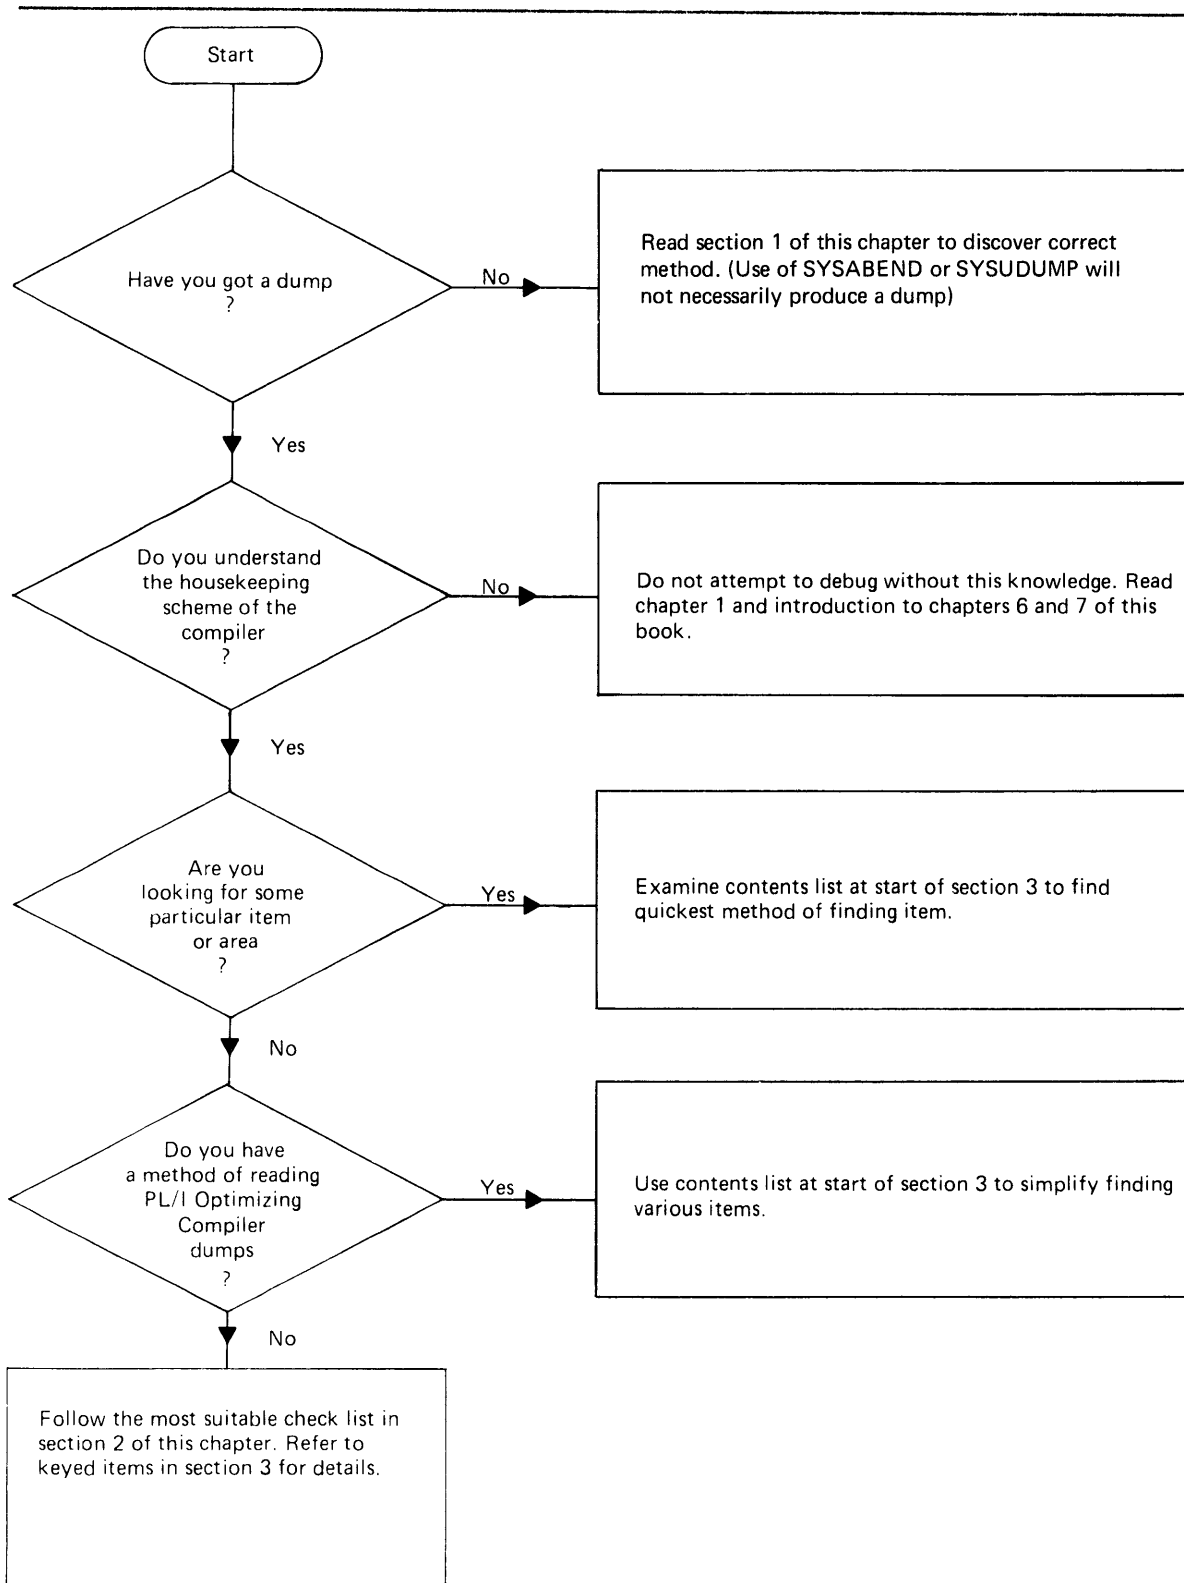 Start
Have you got a dump
?
No
Read section 1 of this chapter to discover correct
method. (Use of SYSABEND or SYSUDUMP will
not necessarily produce a dump)
Yes
Do you understand
the housekeeping
scheme of the
compiler
?
No
Do not attempt to debug without this knowledge. Read
chapter 1 and introduction to chapters 6 and 7 of this
book.
Yes
Are you
looking for some
particular item
or area
?
Yes
Examine contents list at start of section 3 to find
quickest method of finding item.
No
Do you have
a method of reading
PL/I Optimizing
Compiler
dumps
?
Yes
Use contents list at start of section 3 to simplify finding
various items.
No
Follow the most suitable check list in
section 2 of this chapter. Refer to
keyed items in section 3 for details.